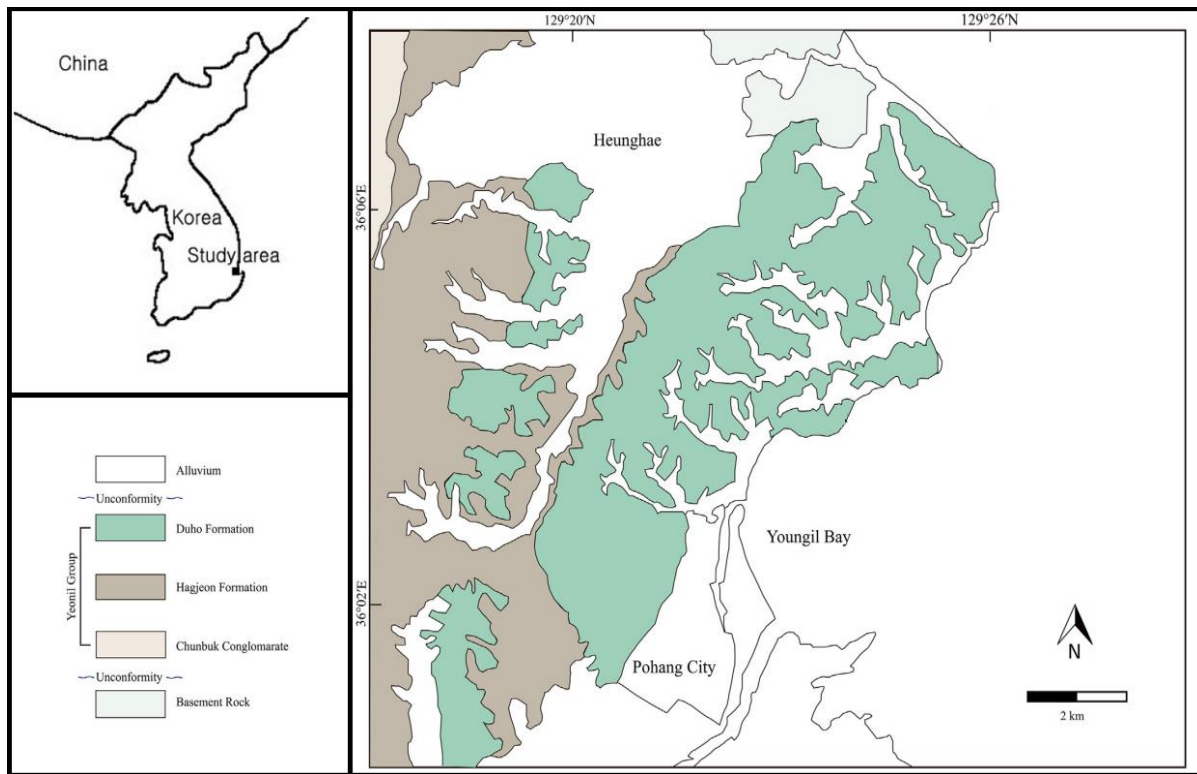 China
Korea
Study area
Alluvium
Unconformity
Duho Formation
Yeonil Group
Hagjeon Formation
Chunbuk Conglomarate
Unconformity
Basement Rock
129°20′N
129°26′N
Heunghae
36°06′E
Youngil Bay
36°02′E
Pohang City
N
2 km